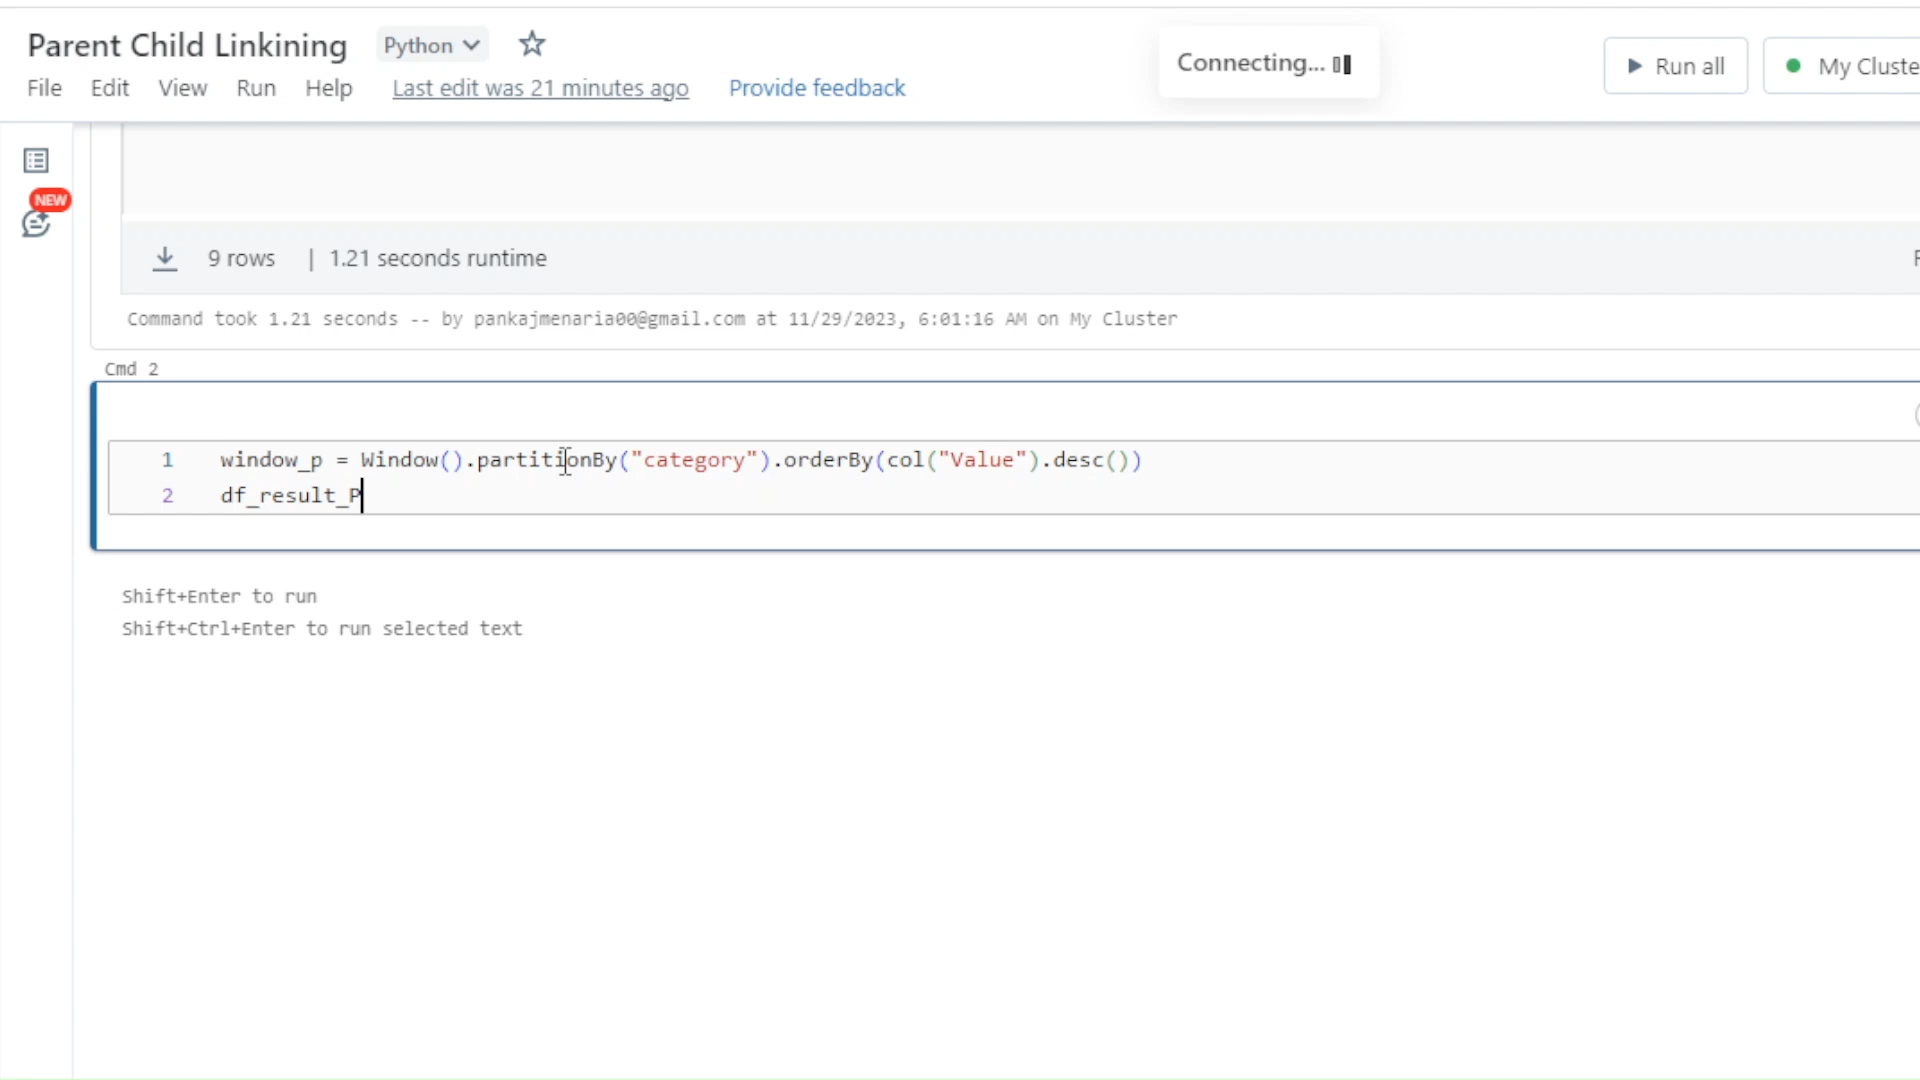 Parent Child Linkining Python
Connecting...
Run all
My Cluste
File Edit View Run Help Last edit was 21 minutes ago Provide feedback
NEW
9 rows | 1.21 seconds runtime
Command took 1.21 seconds -- by pankajmenaria00@gmail.com at 11/29/2023, 6:01:16 AM on My Cluster
Cmd 2
1 window_p = Window().partitionBy("category").orderBy(col("Value").desc())
2 df_result_P
Shift+Enter to run
Shift+Ctrl+Enter to run selected text